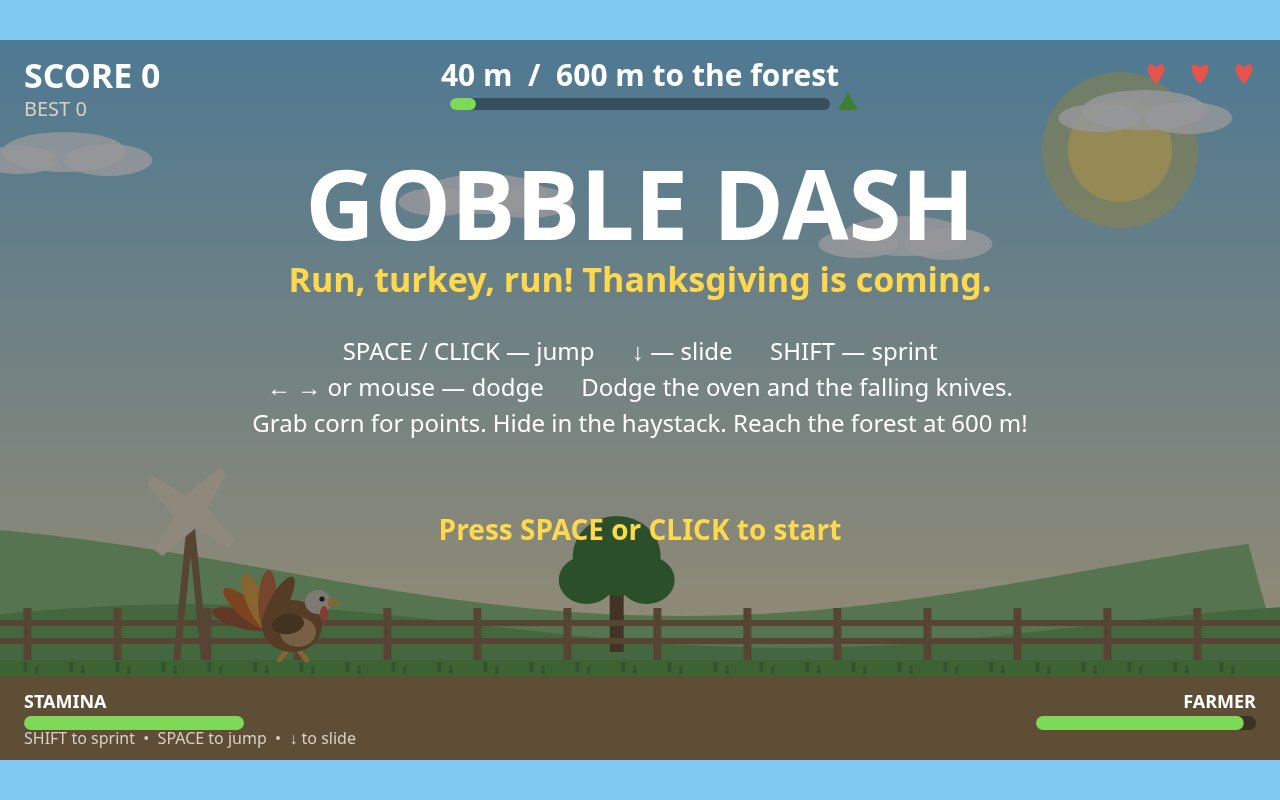 SCORE 0
BEST 0
40 m / 600 m to the forest
GOBBLE DASH
Run, turkey, run! Thanksgiving is coming.
SPACE / CLICK — jump ↓ — slide SHIFT — sprint
← → or mouse — dodge Dodge the oven and the falling knives.
Grab corn for points. Hide in the haystack. Reach the forest at 600 m!
Press SPACE or CLICK to start
STAMINA
SHIFT to sprint • SPACE to jump • ↓ to slide
FARMER